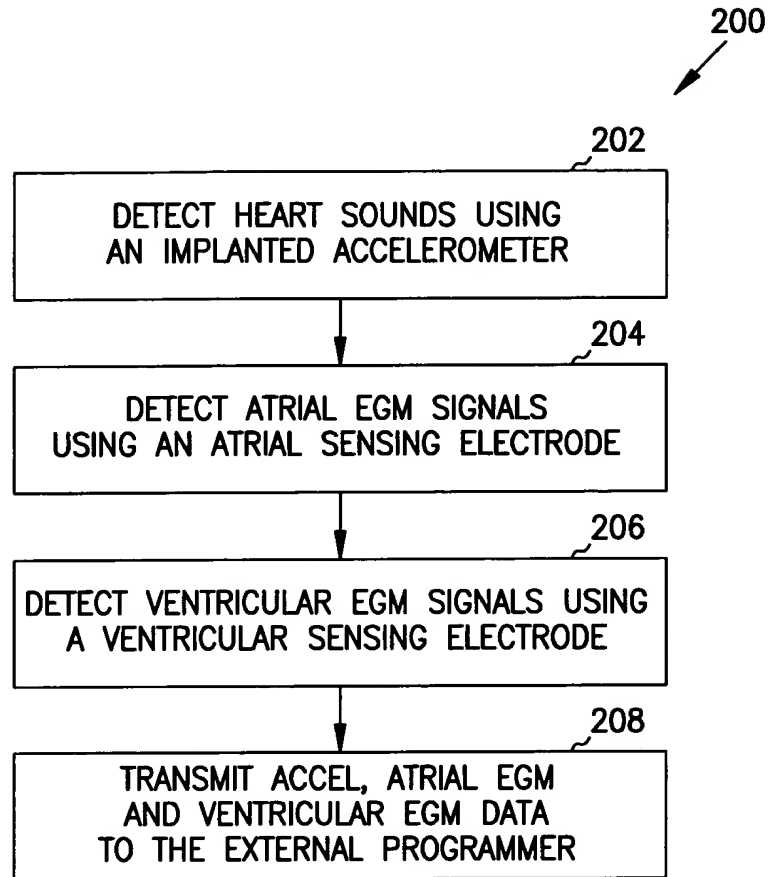 200
202
DETECT HEART SOUNDS USING
AN IMPLANTED ACCELEROMETER
204
DETECT ATRIAL EGM SIGNALS
USING AN ATRIAL SENSING ELECTRODE
206
DETECT VENTRICULAR EGM SIGNALS USING
A VENTRICULAR SENSING ELECTRODE
208
TRANSMIT ACCEL, ATRIAL EGM
AND VENTRICULAR EGM DATA
TO THE EXTERNAL PROGRAMMER